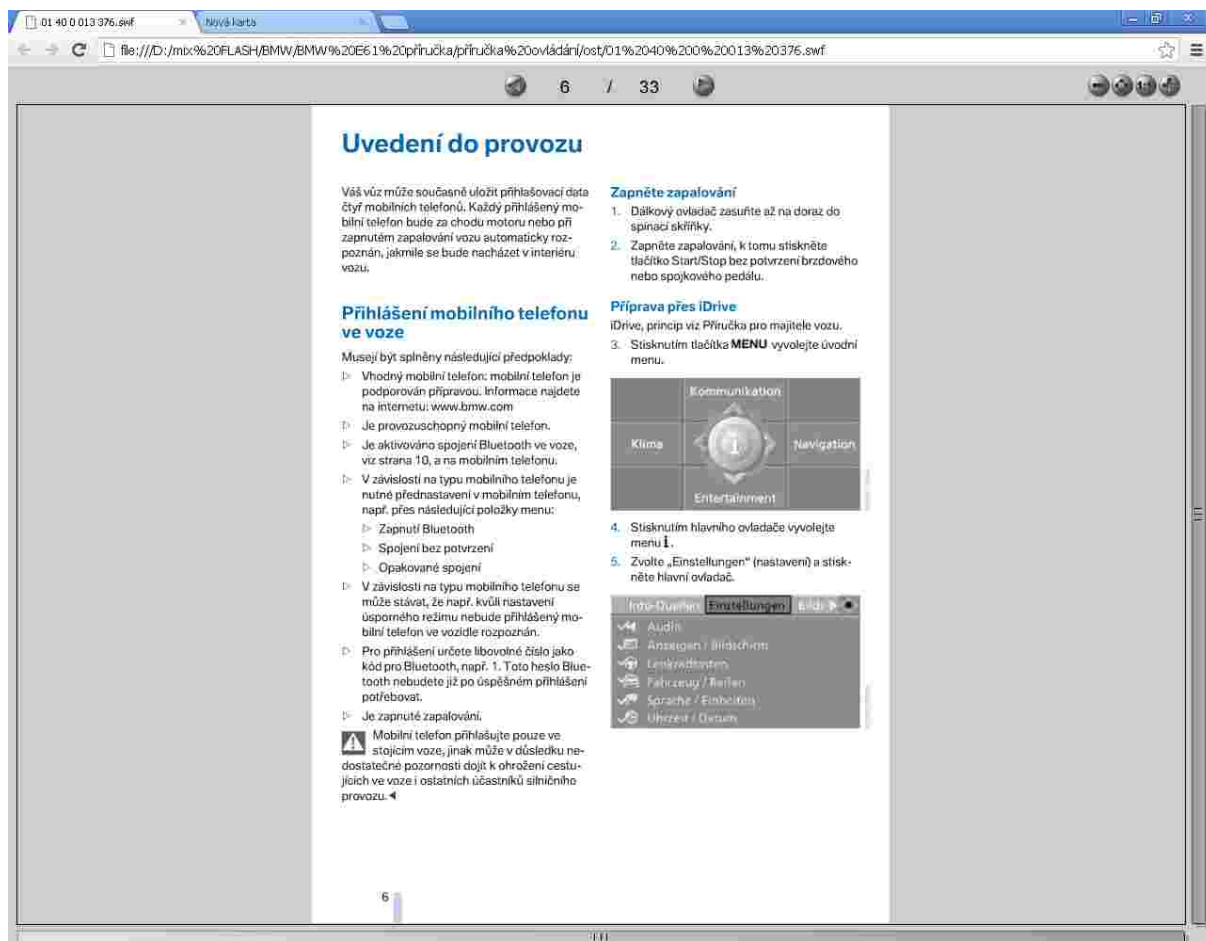 01 40 0 013 376.swf
Nová karta
file:///D:/mix%20FLASH/BMW/BMW%20E61%20příručka/příručka%20ovládání/ost/01%2040%200%20013%20376.swf
6 / 33
Uvedení do provozu
Váš vůz může současně uložit přihlašovací data
čtyř mobilních telefonů. Každý přihlášený mo-
bilní telefon bude za chodu motoru nebo při
zapnutém zapalování vozu automaticky roz-
poznán, jakmile se bude nacházet v interiéru
vozu.
Přihlášení mobilního telefonu
ve voze
Musejí být splněny následující předpoklady:
▷ Vhodný mobilní telefon: mobilní telefon je
podporován přípravou. Informace najdete
na internetu: www.bmw.com
▷ Je provozuschopný mobilní telefon.
▷ Je aktivováno spojení Bluetooth ve voze,
viz strana 10, a na mobilním telefonu.
▷ V závislosti na typu mobilního telefonu je
nutné přednastavení v mobilním telefonu,
např. přes následující položky menu:
▷ Zapnutí Bluetooth
▷ Spojení bez potvrzení
▷ Opakované spojení
▷ V závislosti na typu mobilního telefonu se
může stávat, že např. kvůli nastavení
úsporného režimu nebude přihlášený mo-
bilní telefon ve vozidle rozpoznán.
▷ Pro přihlášení určete libovolné číslo jako
kód pro Bluetooth, např. 1. Toto heslo Blue-
tooth nebudete již po úspěšném přihlášení
potřebovat.
▷ Je zapnuté zapalování.
Mobilní telefon přihlašujte pouze ve
stojícím voze, jinak může v důsledku ne-
dostatečné pozornosti dojít k ohrožení cestu-
jících ve voze i ostatních účastníků silničního
provozu.◀
Zapněte zapalování
1. Dálkový ovladač zasuňte až na doraz do
spínací skříňky.
2. Zapněte zapalování, k tomu stiskněte
tlačítko Start/Stop bez potvrzení brzdového
nebo spojkového pedálu.
Příprava přes iDrive
iDrive, princip viz Příručka pro majitele vozu.
3. Stisknutím tlačítka MENU vyvolejte úvodní
menu.
Kommunikation
Klima
i
Navigation
Entertainment
4. Stisknutím hlavního ovladače vyvolejte
menu i.
5. Zvolte „Einstellungen“ (nastavení) a stisk-
něte hlavní ovladač.
Info-Quellen Einstellungen Bilds
Audio
Anzeigen / Bildschirm
Lenkradtasten
Fahrzeug / Reifen
Sprache / Einheiten
Uhrzeit / Datum
6